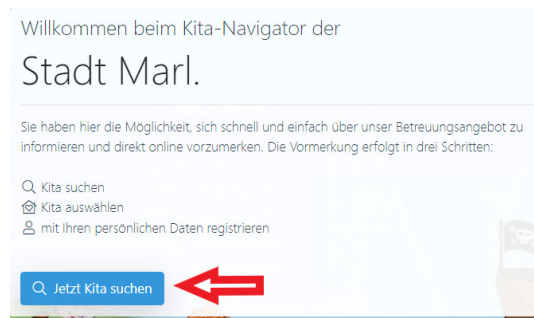 Willkommen beim Kita-Navigator der
Stadt Marl.
Sie haben hier die Möglichkeit, sich schnell und einfach über unser Betreuungsangebot zu
informieren und direkt online vorzumerken. Die Vormerkung erfolgt in drei Schritten:
Kita suchen
Kita auswählen
mit Ihren persönlichen Daten registrieren
Jetzt Kita suchen